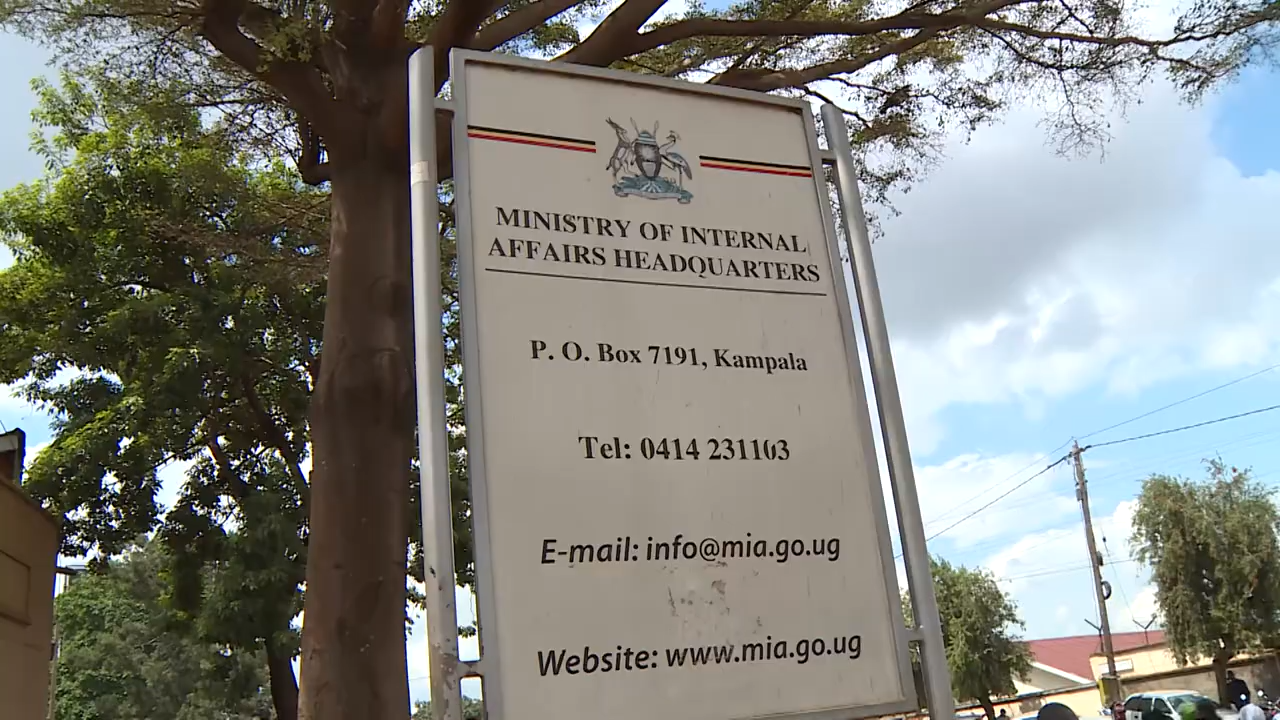 MINISTRY OF INTERNAL
AFFAIRS HEADQUARTERS
P. O. Box 7191, Kampala
Tel: 0414 231103
E-mail: info@mia.go.ug
Website: www.mia.go.ug